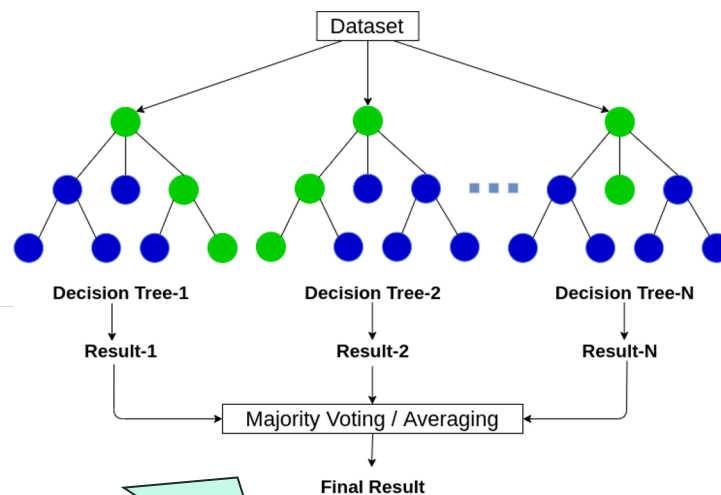 Dataset
Decision Tree-1
Decision Tree-2
Decision Tree-N
Result-1
Result-2
Result-N
Majority Voting / Averaging
Final Result